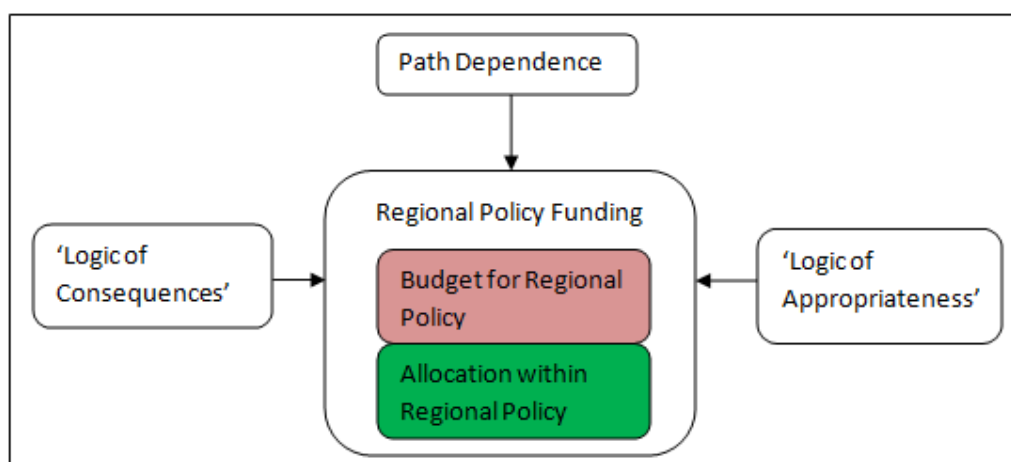 Path Dependence
Regional Policy Funding
‘Logic of
Consequences’
Budget for Regional
Policy
Allocation within
Regional Policy
‘Logic of
Appropriateness’